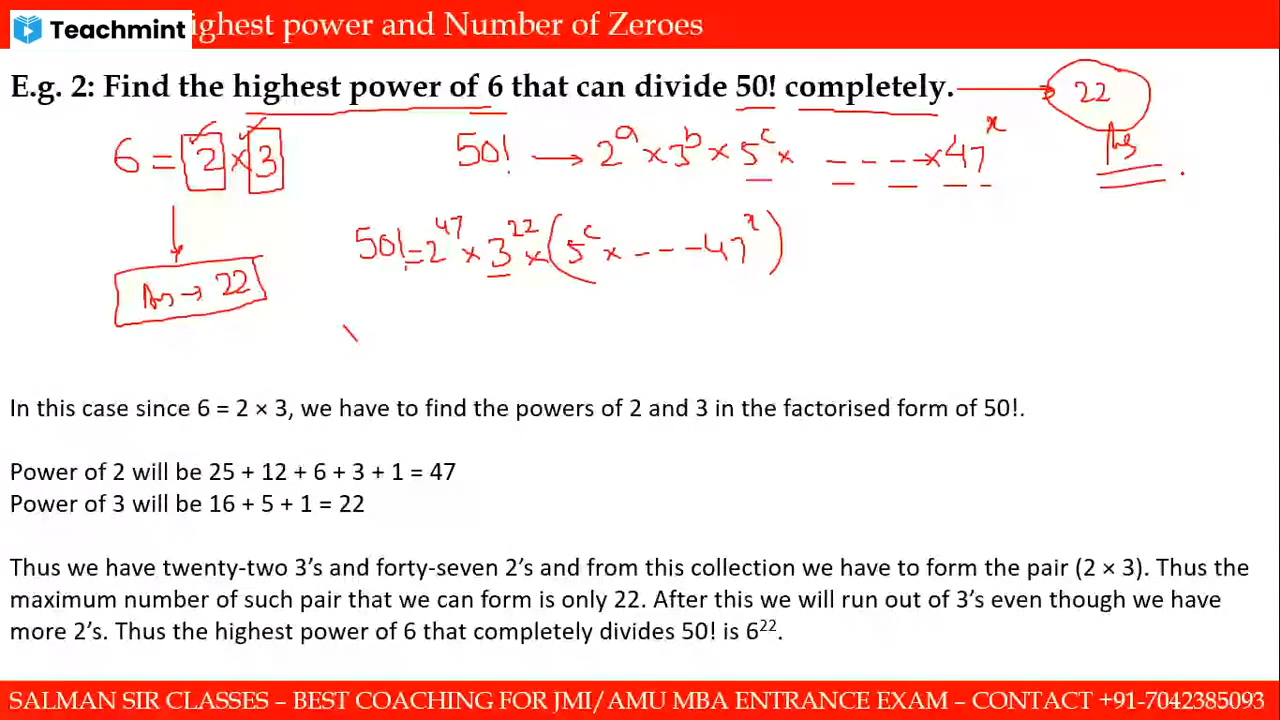 Teachmint
ighest power and Number of Zeroes
E.g. 2: Find the highest power of 6 that can divide 50! completely. → 22
Ans
6 = 2 × 3
50! → 2^a × 3^b × 5^c × - - - - × 47^x
50! = 2^47 × 3^22 × (5^c × - - - 47^x)
Ans → 22
In this case since 6 = 2 × 3, we have to find the powers of 2 and 3 in the factorised form of 50!.
Power of 2 will be 25 + 12 + 6 + 3 + 1 = 47
Power of 3 will be 16 + 5 + 1 = 22
Thus we have twenty-two 3’s and forty-seven 2’s and from this collection we have to form the pair (2 × 3). Thus the
maximum number of such pair that we can form is only 22. After this we will run out of 3’s even though we have
more 2’s. Thus the highest power of 6 that completely divides 50! is 6²².
SALMAN SIR CLASSES – BEST COACHING FOR JMI/AMU MBA ENTRANCE EXAM – CONTACT +91-7042385093